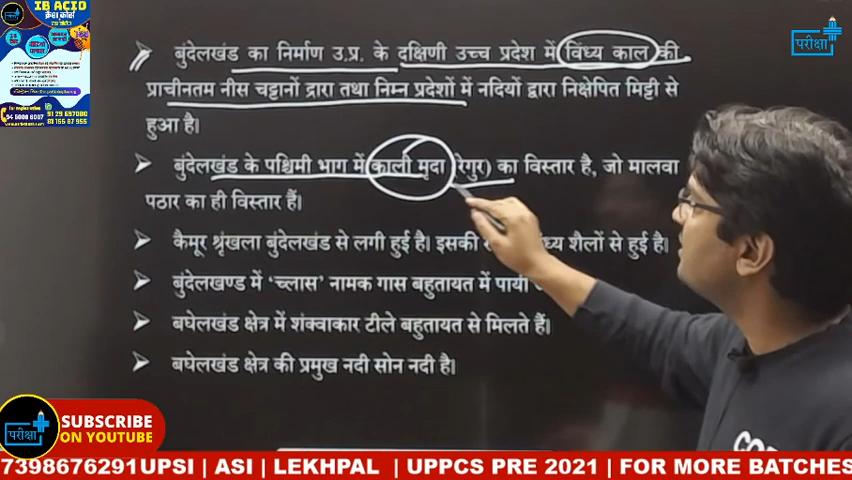 IB ACIO
परीक्षा
➢ बुंदेलखंड का निर्माण उ.प्र. के दक्षिणी उच्च प्रदेश में विंध्य काल की
प्राचीनतम नीस चट्टानों द्रारा तथा निम्न प्रदेशों में नदियों द्वारा निक्षेपित मिट्टी से
हुआ है।
➢ बुंदेलखंड के पश्चिमी भाग में काली मृदा (रेगुर) का विस्तार है, जो मालवा
पठार का ही विस्तार हैं।
➢ कैमूर श्रृंखला बुंदेलखंड से लगी हुई है। इसकी शैलों से हुई है।
➢ बुंदेलखण्ड में ‘च्लास’ नामक गास बहुतायत में पायी
➢ बघेलखंड क्षेत्र में शंक्वाकार टीले बहुतायत से मिलते हैं।
➢ बघेलखंड क्षेत्र की प्रमुख नदी सोन नदी है।
परीक्षा
SUBSCRIBE
ON YOUTUBE
7398676291UPSI | ASI | LEKHPAL | UPPCS PRE 2021 | FOR MORE BATCHES